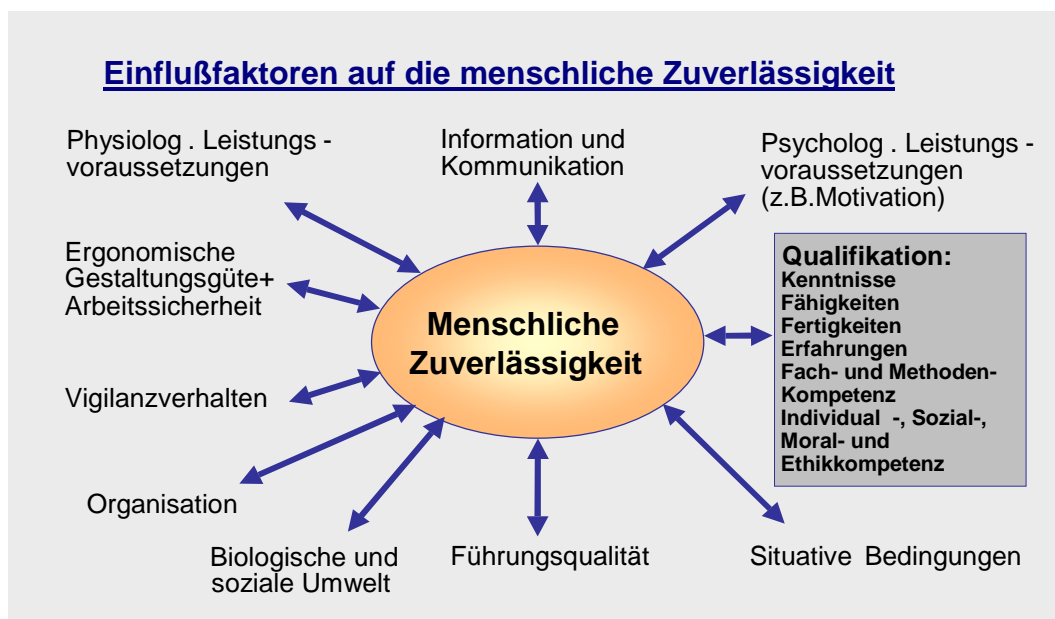 Einflußfaktoren auf die menschliche Zuverlässigkeit
Physiolog . Leistungs -
voraussetzungen
Information und
Kommunikation
Psycholog . Leistungs -
voraussetzungen
(z.B.Motivation)
Ergonomische
Gestaltungsgüte+
Arbeitssicherheit
Menschliche
Zuverlässigkeit
Qualifikation:
Kenntnisse
Fähigkeiten
Fertigkeiten
Erfahrungen
Fach- und Methoden-
Kompetenz
Individual -, Sozial-,
Moral- und
Ethikkompetenz
Vigilanzverhalten
Organisation
Biologische und
soziale Umwelt
Führungsqualität
Situative Bedingungen